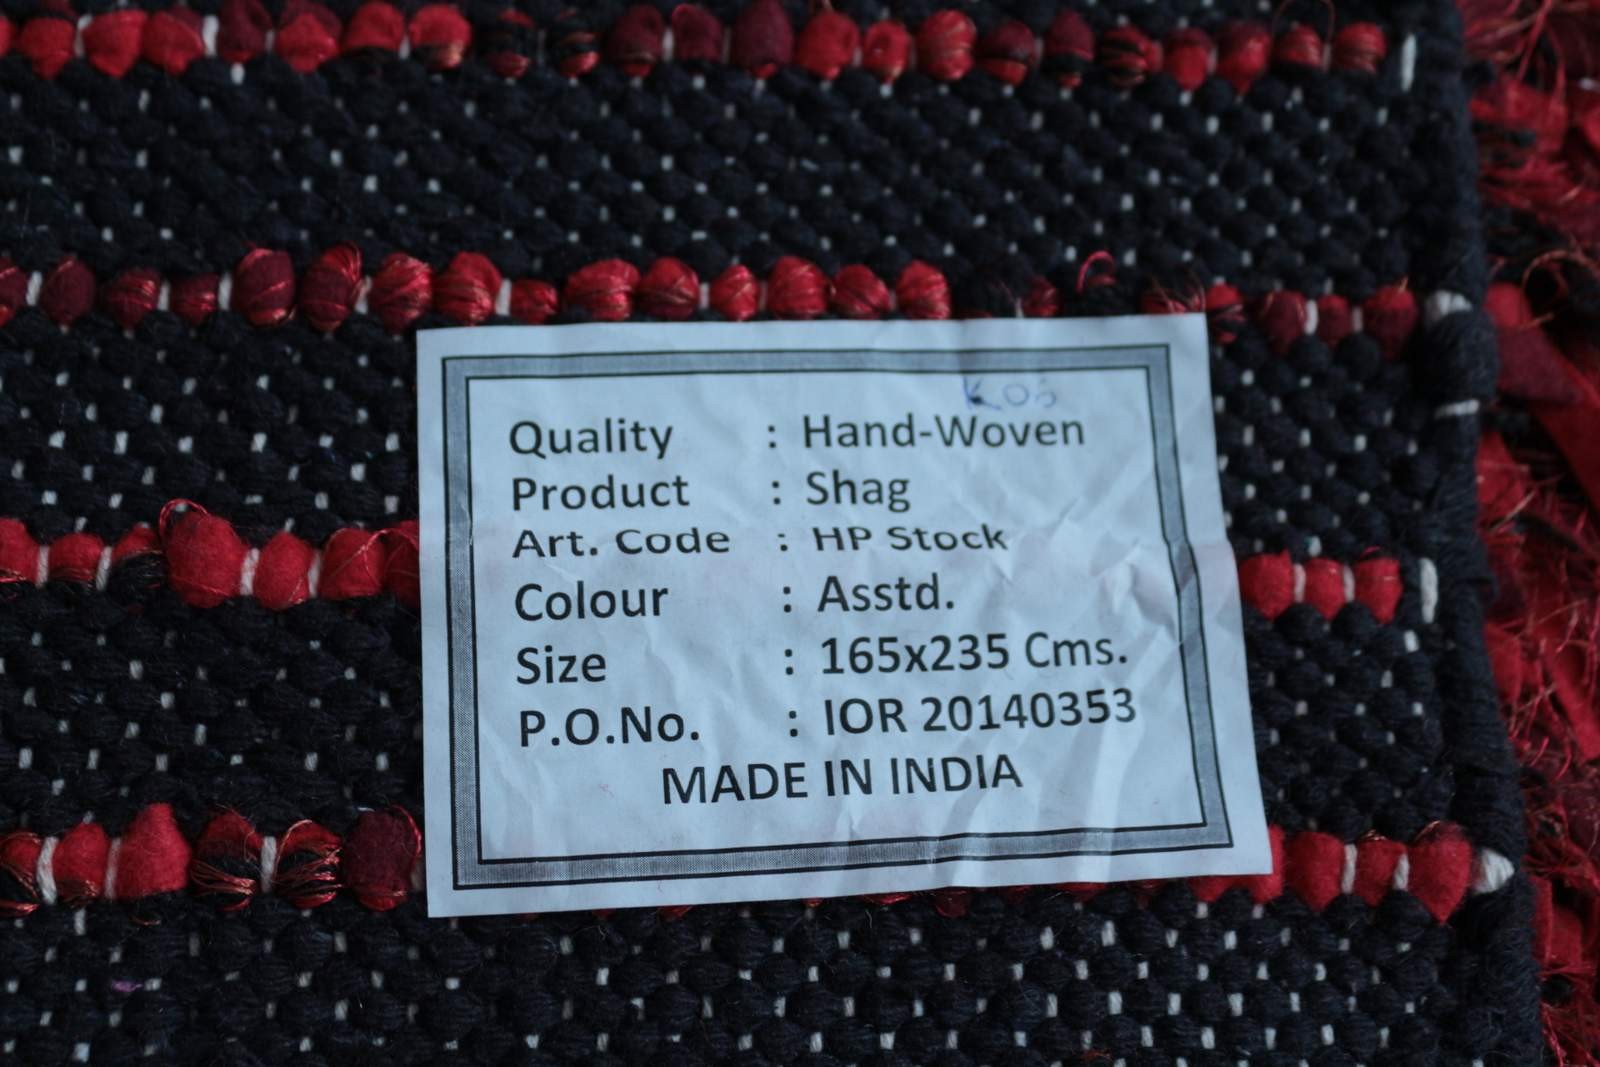 Quality : Hand-Woven
Product : Shag
Art. Code : HP Stock
Colour : Asstd.
Size : 165x235 Cms.
P.O.No. : IOR 20140353
MADE IN INDIA